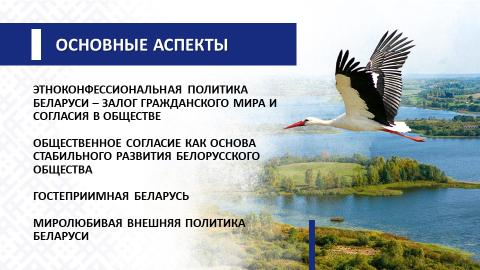 ОСНОВНЫЕ АСПЕКТЫ
ЭТНОКОНФЕССИОНАЛЬНАЯ ПОЛИТИКА
БЕЛАРУСИ – ЗАЛОГ ГРАЖДАНСКОГО МИРА И
СОГЛАСИЯ В ОБЩЕСТВЕ
ОБЩЕСТВЕННОЕ СОГЛАСИЕ КАК ОСНОВА
СТАБИЛЬНОГО РАЗВИТИЯ БЕЛОРУССКОГО
ОБЩЕСТВА
ГОСТЕПРИИМНАЯ БЕЛАРУСЬ
МИРОЛЮБИВАЯ ВНЕШНЯЯ ПОЛИТИКА
БЕЛАРУСИ